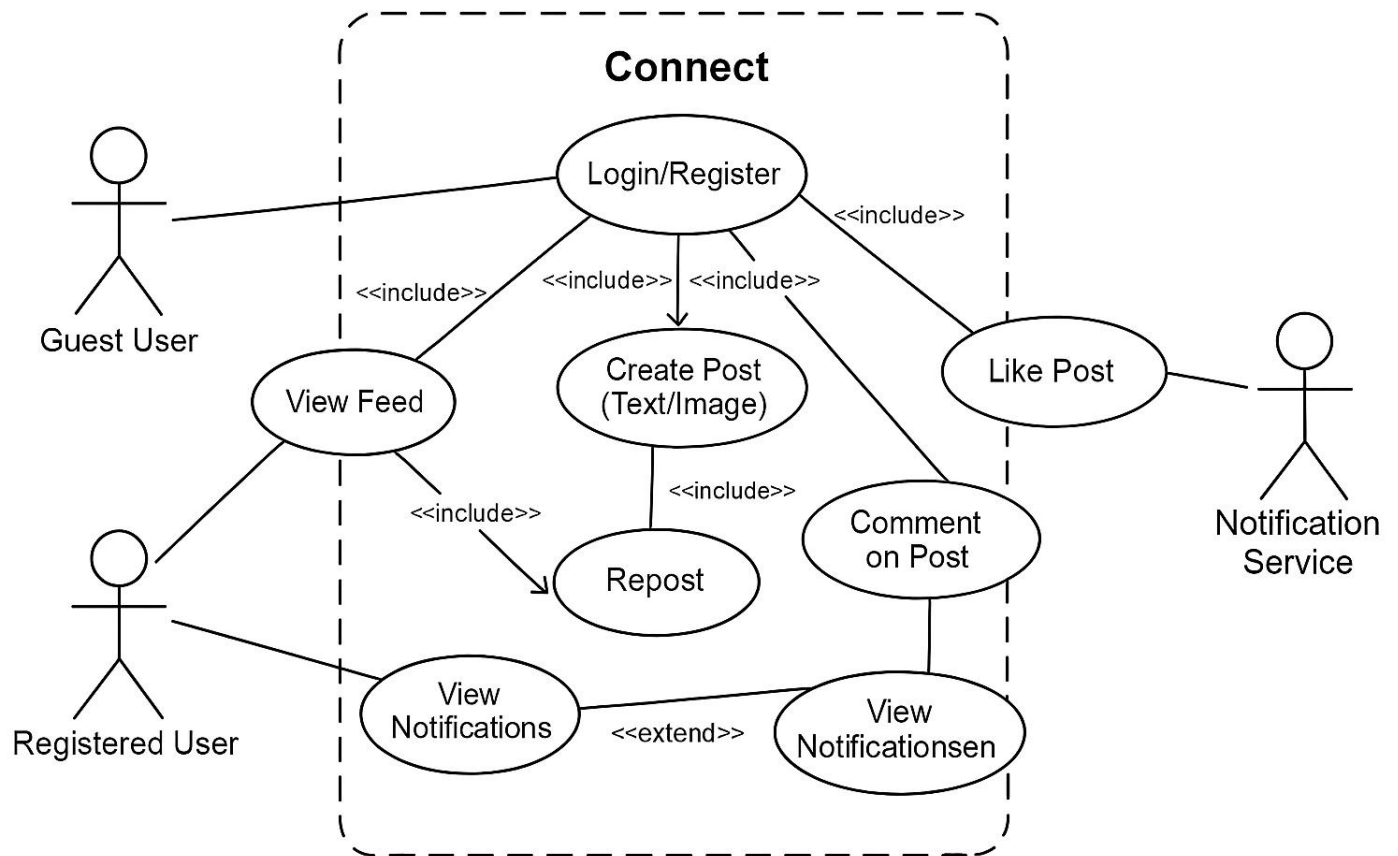 Connect
Login/Register
<<include>>
<<include>>
<<include>>
<<include>>
Guest User
View Feed
Create Post
(Text/Image)
Like Post
<<include>>
<<include>>
Comment
on Post
Notification
Service
Repost
Registered User
View
Notifications
<<extend>>
View
Notificationsen